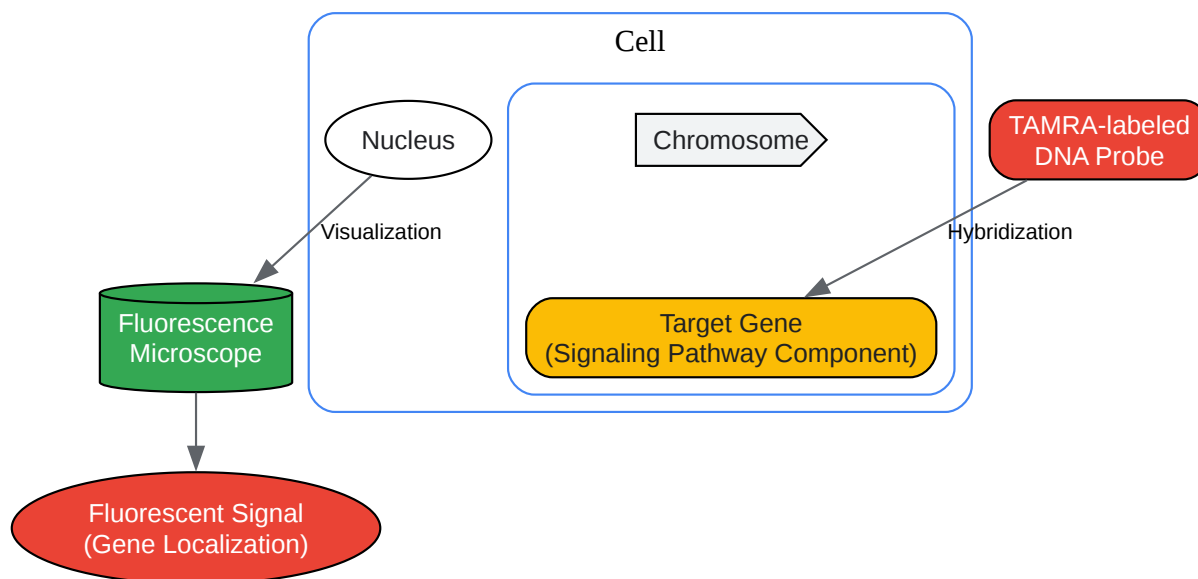 Cell
Nucleus
Chromosome
TAMRA-labeled
DNA Probe
Visualization
Hybridization
Fluorescence
Microscope
Target Gene
(Signaling Pathway Component)
Fluorescent Signal
(Gene Localization)